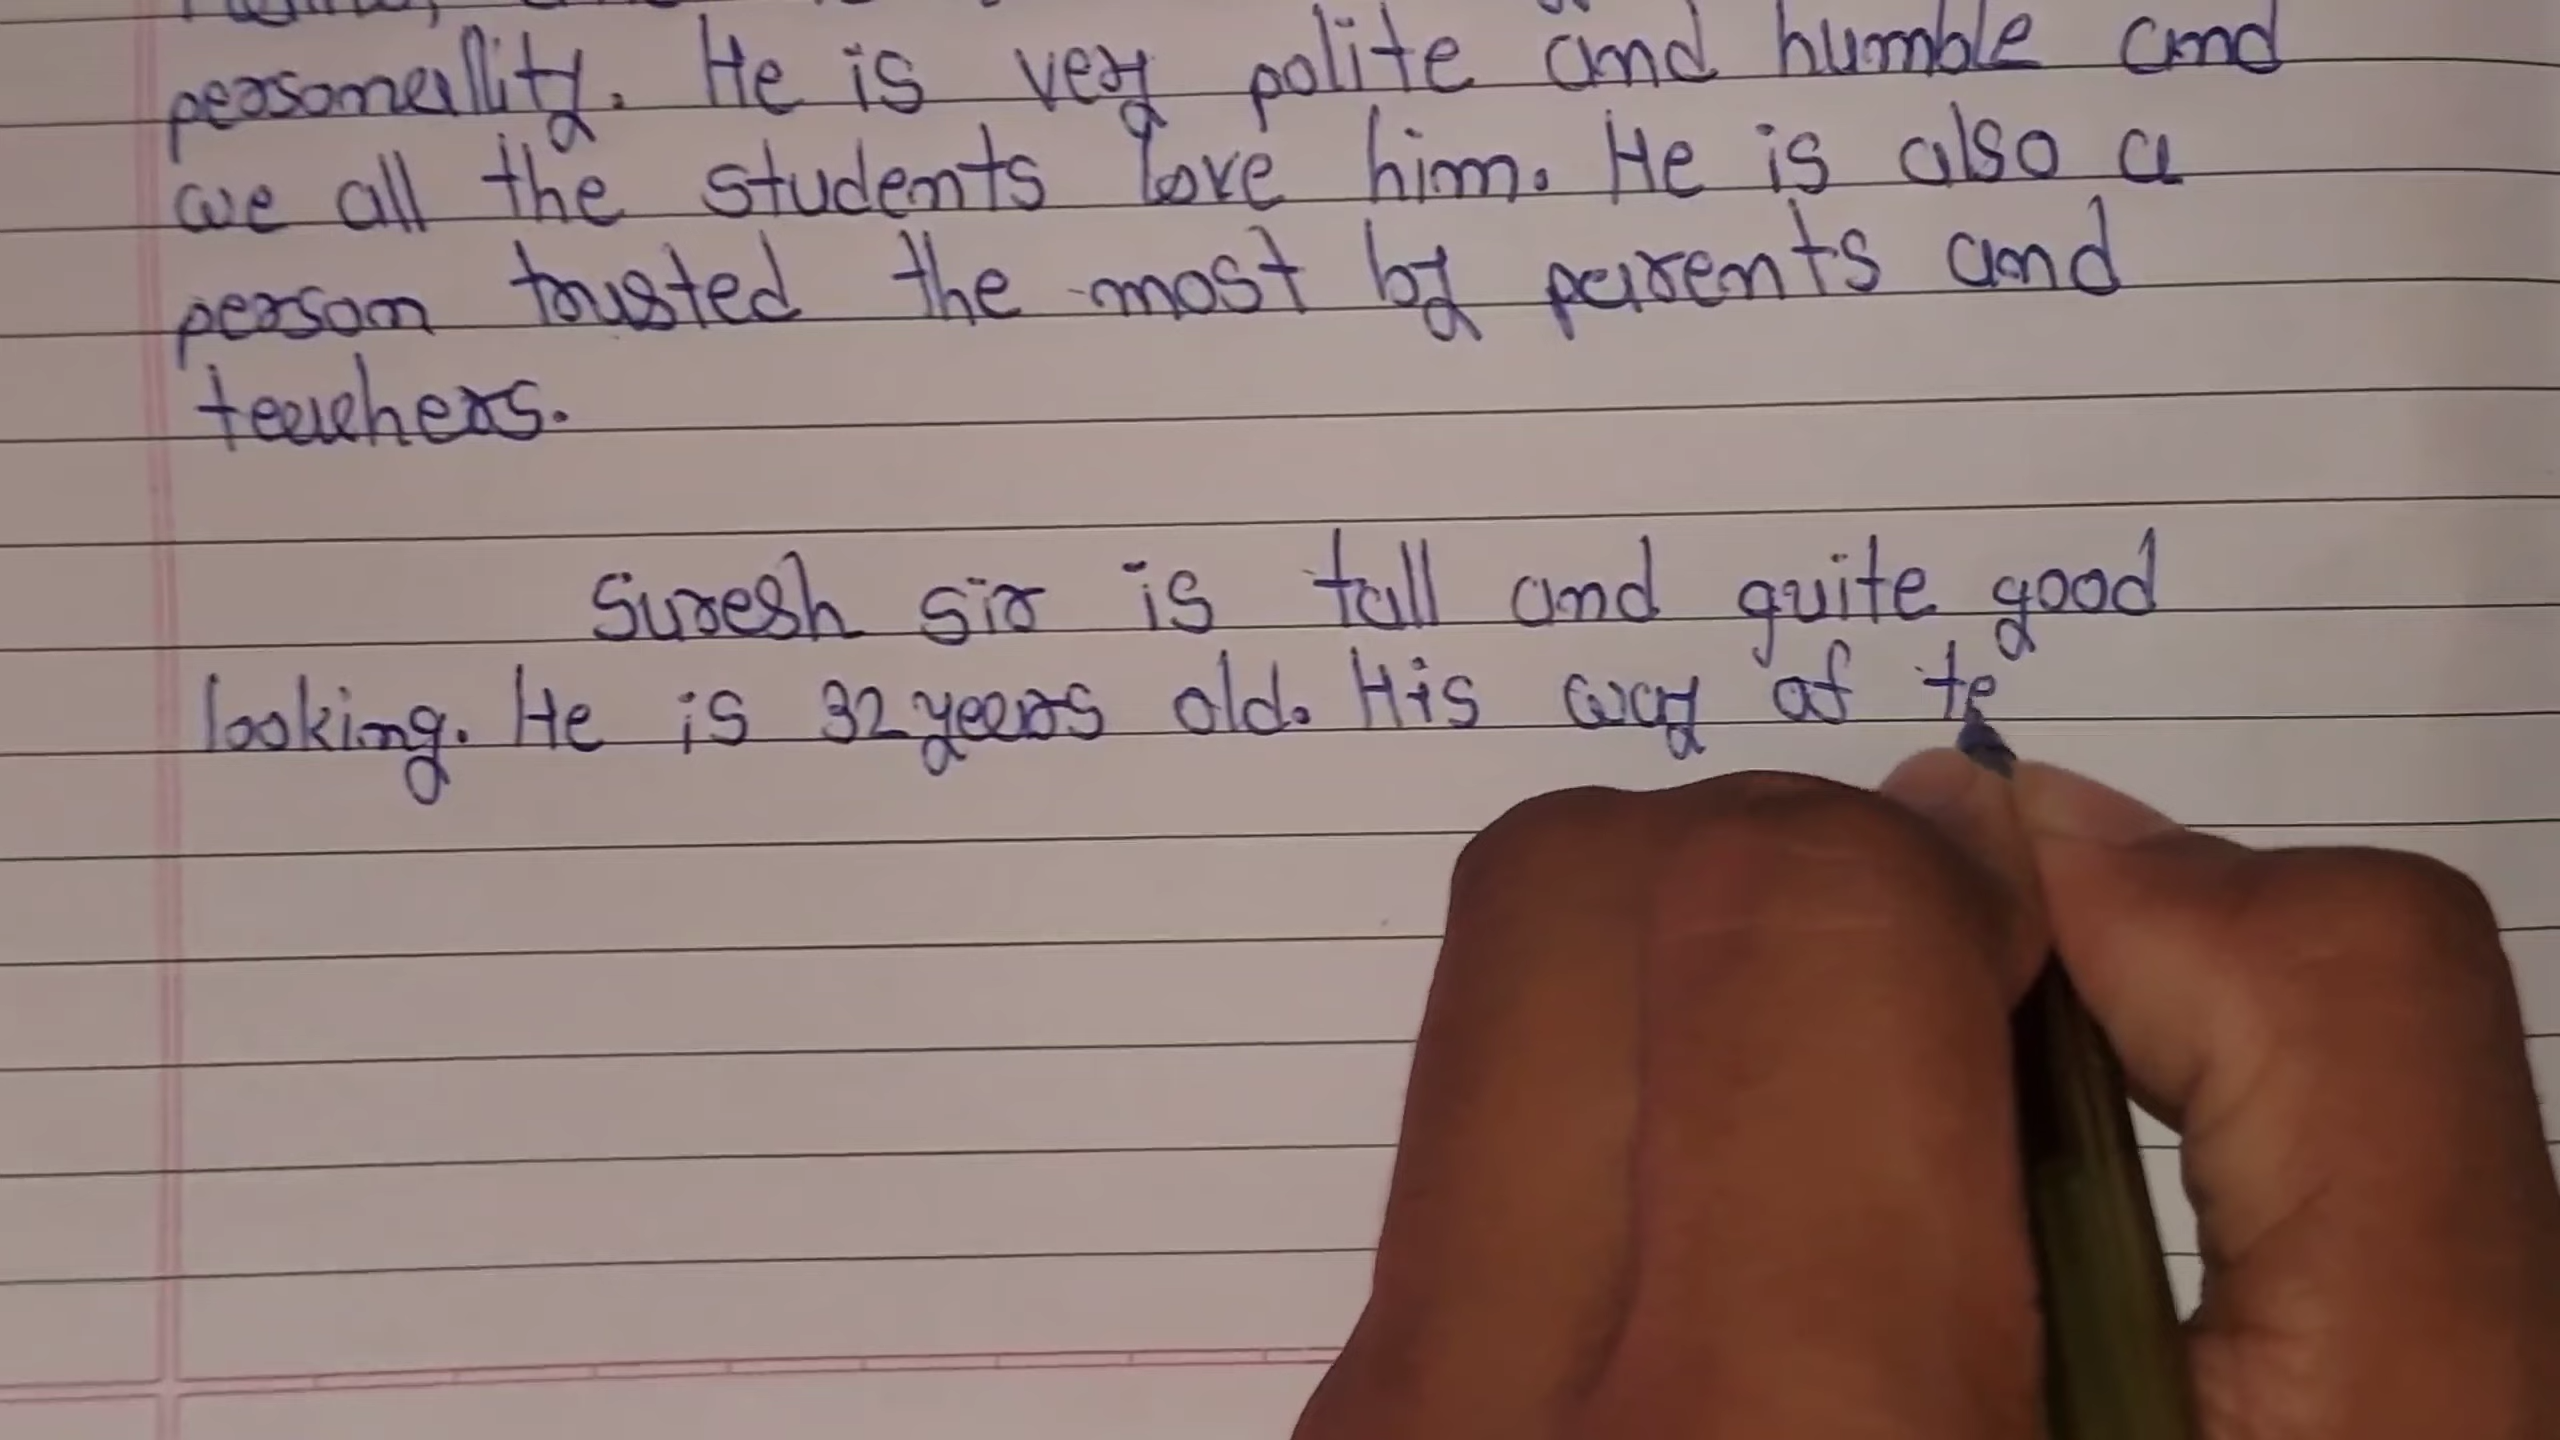 personallity. He is very polite and humble and
we all the students love him. He is also a
person trusted the most by parents and
teachers.
Suresh sir is tall and quite good
looking. He is 32 years old. His way of te